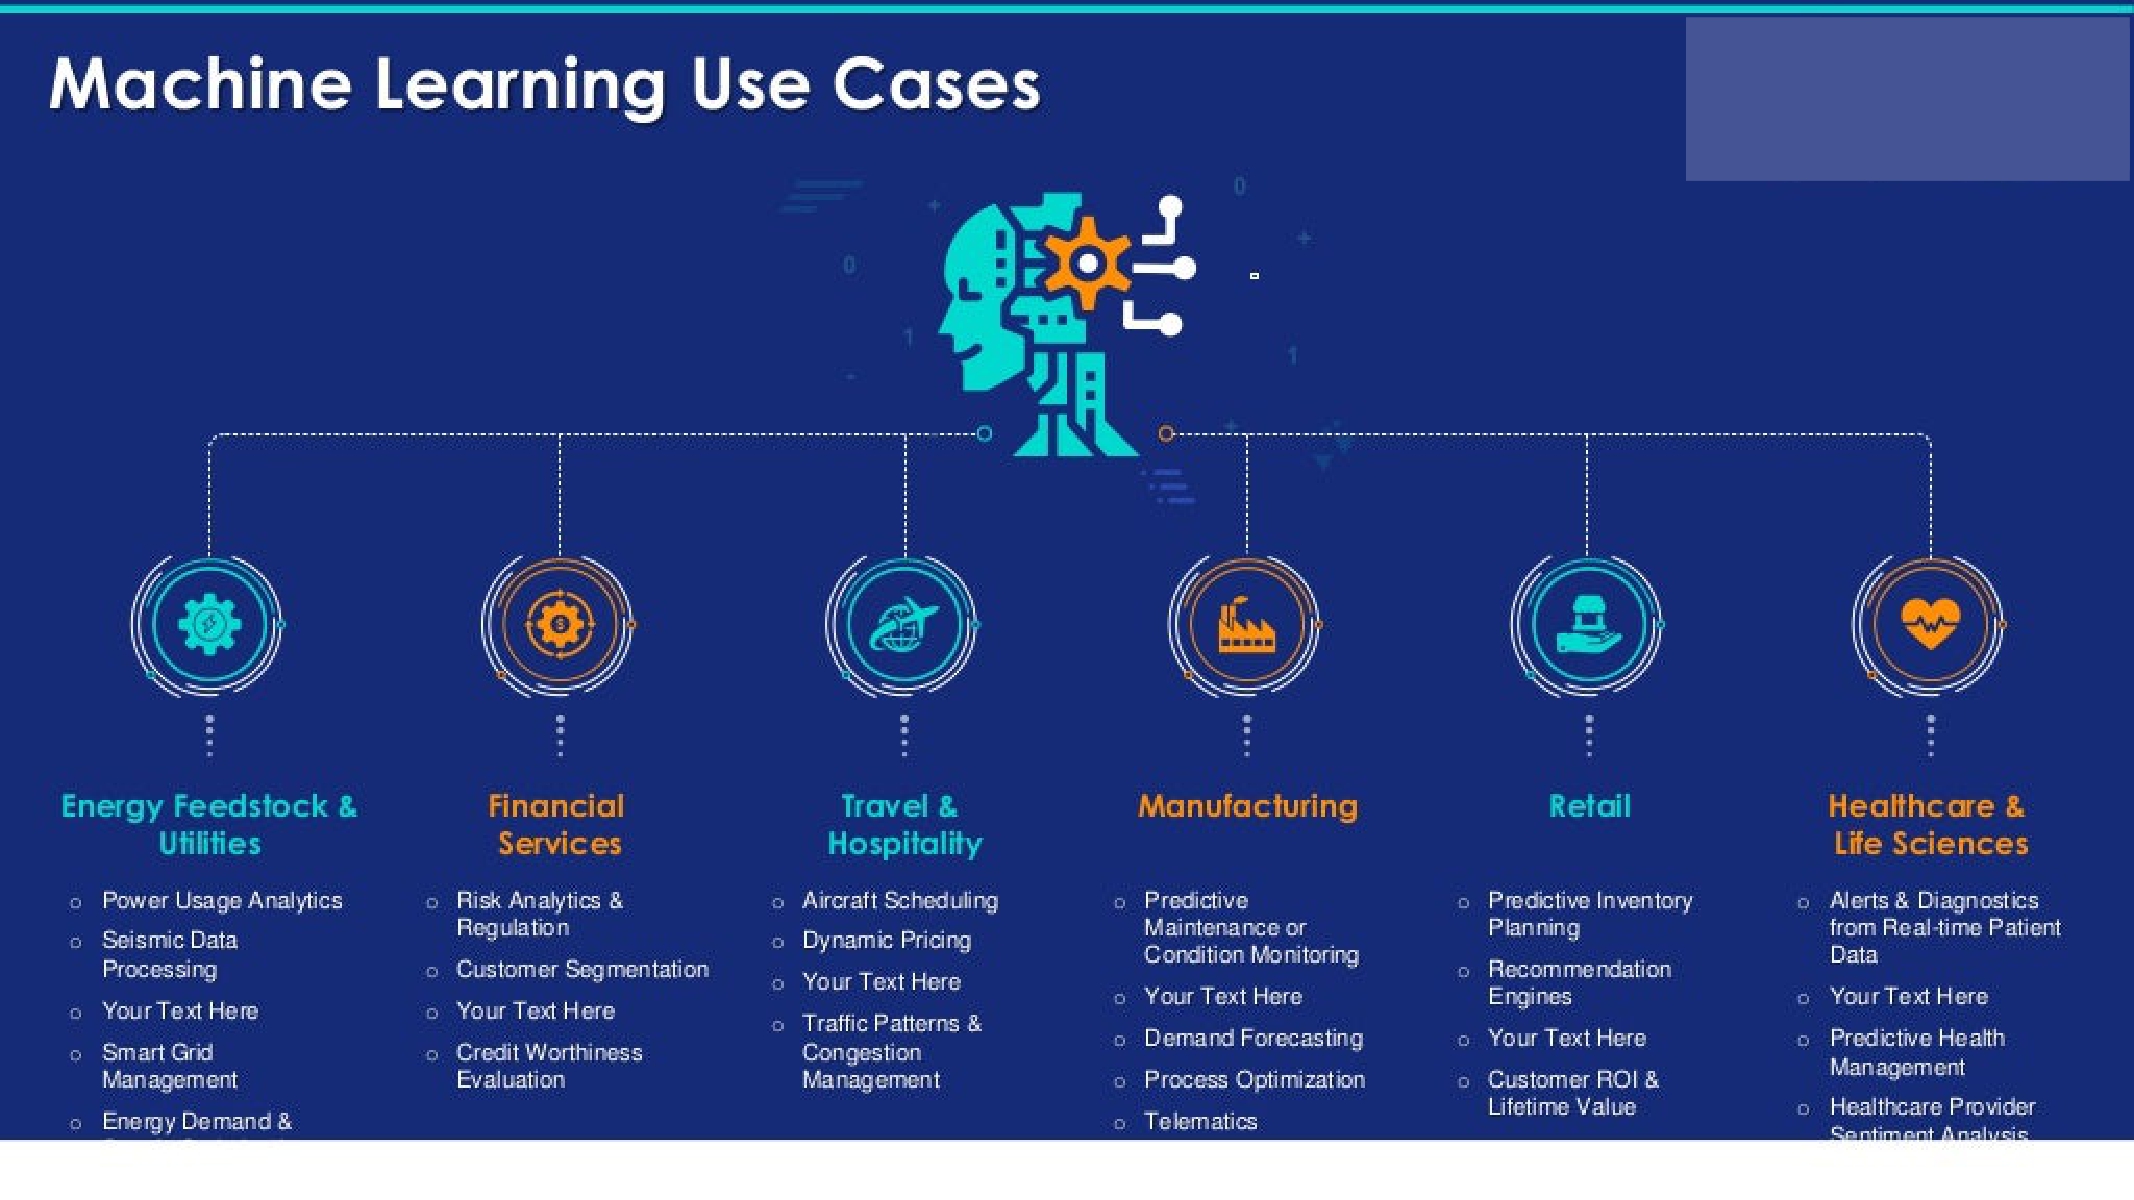 Machine Learning Use Cases
0
0
1
1
Energy Feedstock &
Utilities
Power Usage Analytics
Seismic Data
Processing
Your Text Here
Smart Grid
Management
Energy Demand &
Financial
Services
Risk Analytics &
Regulation
Customer Segmentation
Your Text Here
Credit Worthiness
Evaluation
Travel &
Hospitality
Aircraft Scheduling
Dynamic Pricing
Your Text Here
Traffic Patterns &
Congestion
Management
Manufacturing
Predictive
Maintenance or
Condition Monitoring
Your Text Here
Demand Forecasting
Process Optimization
Telematics
Retail
Predictive Inventory
Planning
Recommendation
Engines
Your Text Here
Customer ROI &
Lifetime Value
Healthcare &
Life Sciences
Alerts & Diagnostics
from Real-time Patient
Data
Your Text Here
Predictive Health
Management
Healthcare Provider
Sentiment Analysis